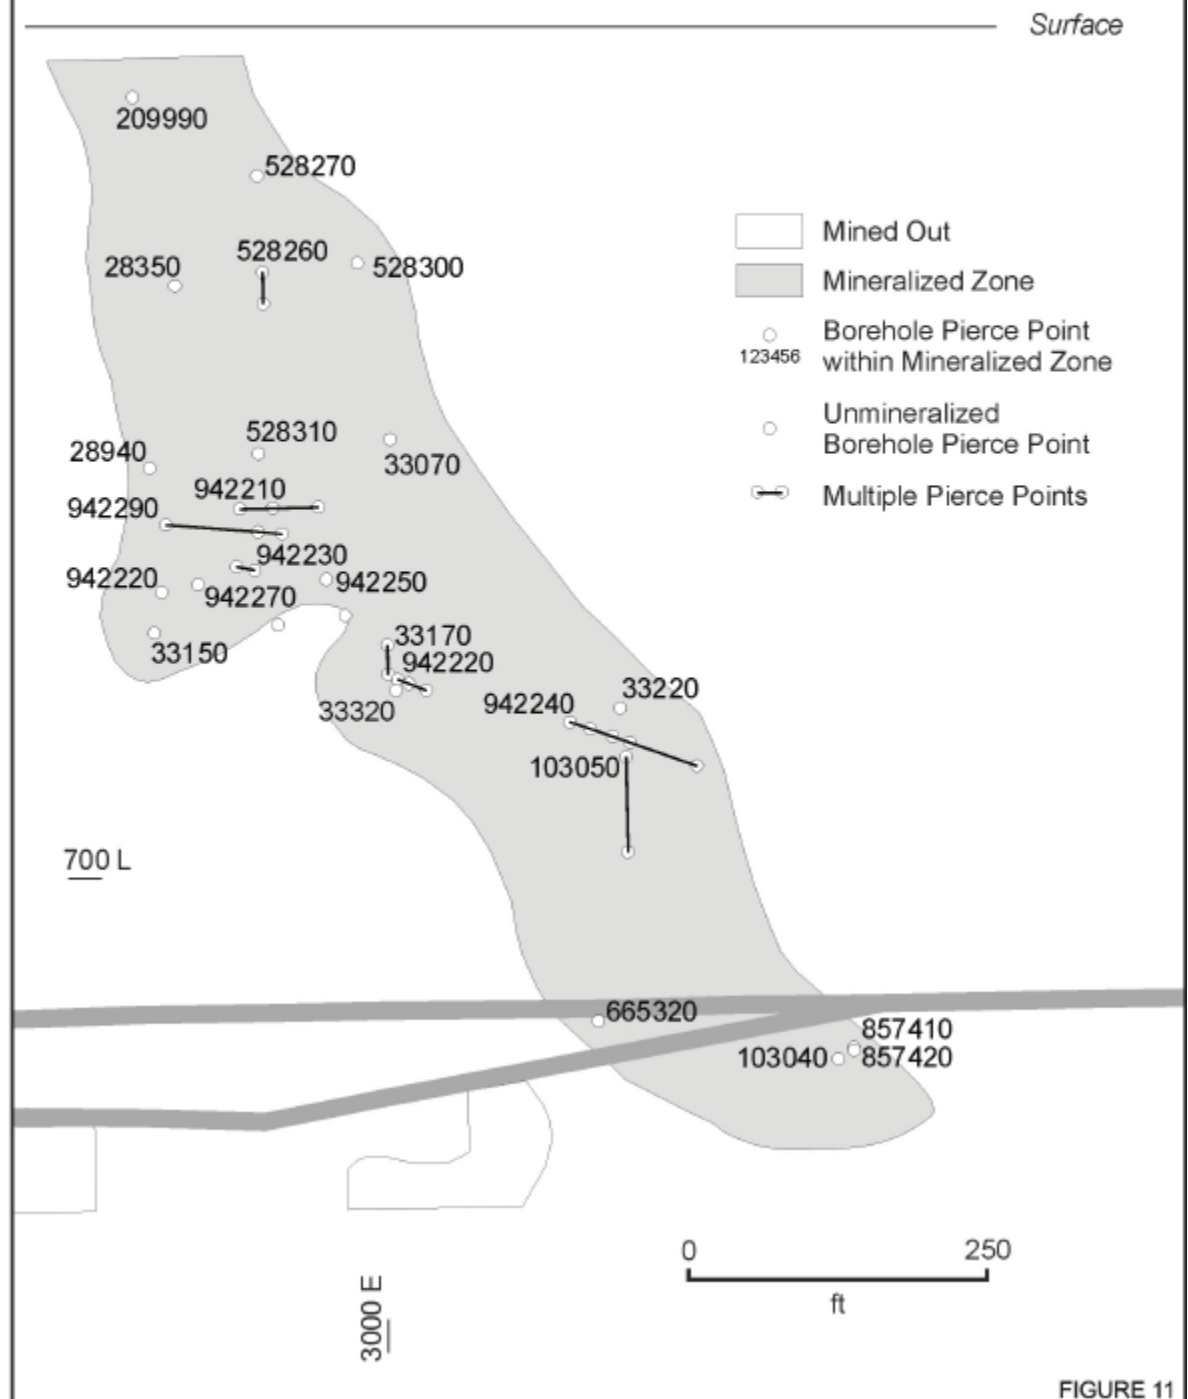 Surface
209990
528270
528260
528300
28350
Mined Out
Mineralized Zone
Borehole Pierce Point
123456 within Mineralized Zone
Unmineralized
Borehole Pierce Point
Multiple Pierce Points
528310
33070
28940
942210
942290
942230
942220
942250
942270
33150
33170
942220
33320
33220
942240
103050
700 L
665320
857410
103040
857420
0 250
ft
3000 E
FIGURE 11